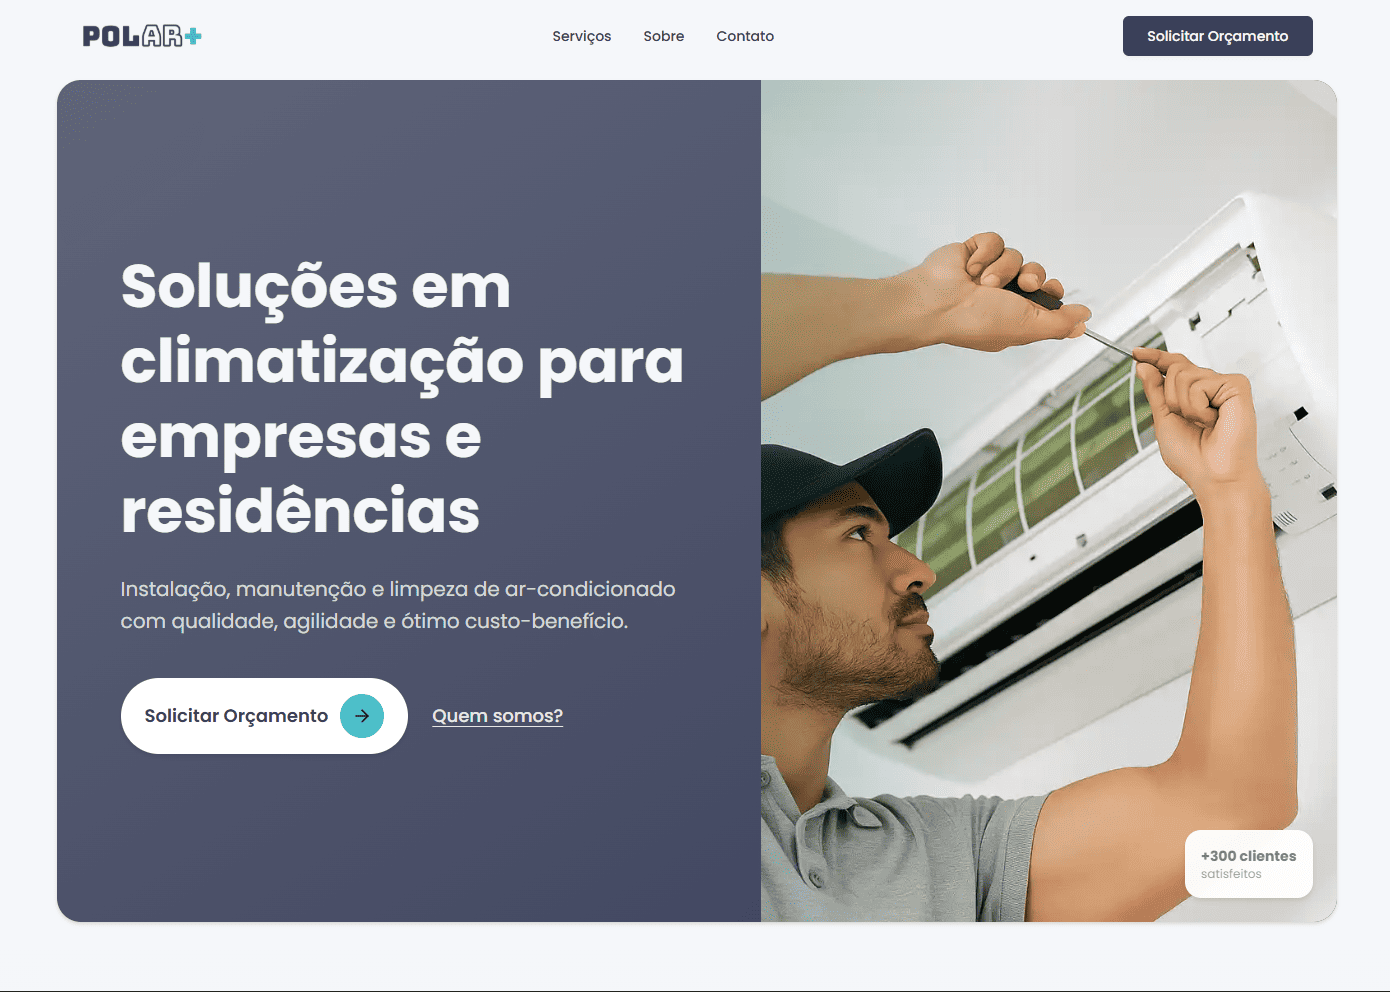 POLAR+
Serviços
Sobre
Contato
Solicitar Orçamento
Soluções em
climatização para
empresas e
residências
Instalação, manutenção e limpeza de ar-condicionado
com qualidade, agilidade e ótimo custo-benefício.
Solicitar Orçamento
Quem somos?
+300 clientes
satisfeitos